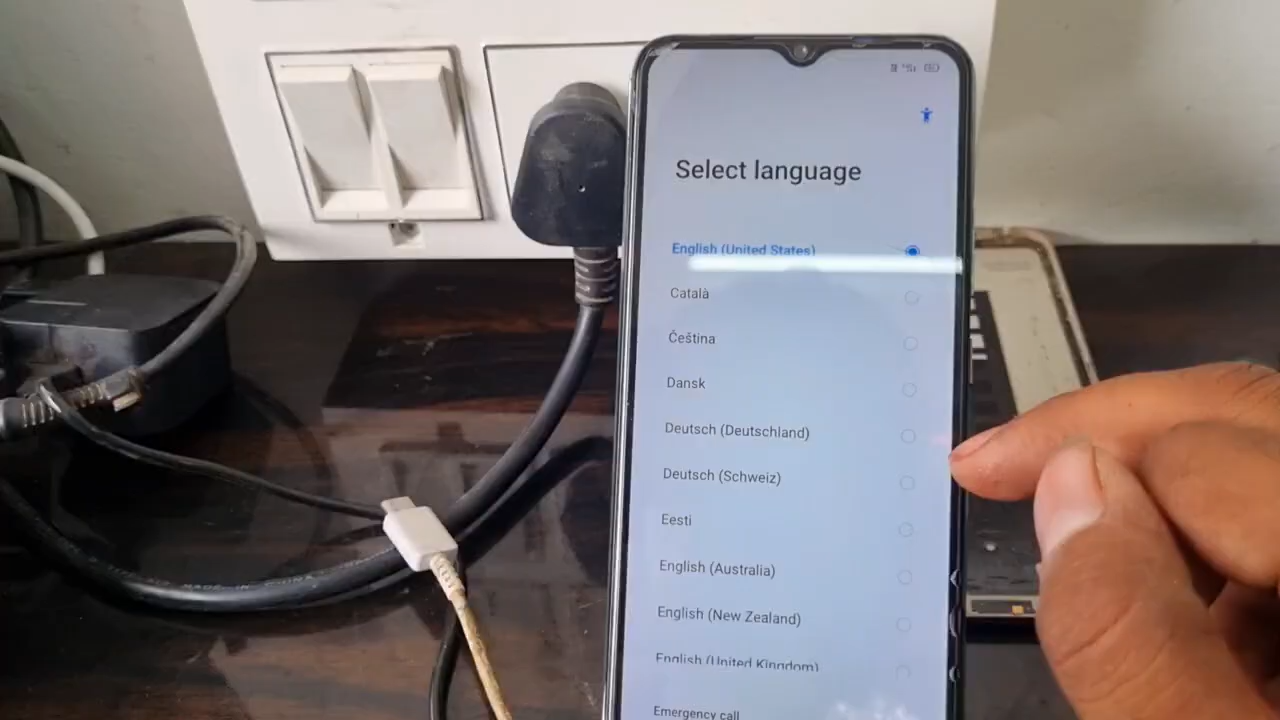 Select language
English (United States)
Català
Čeština
Dansk
Deutsch (Deutschland)
Deutsch (Schweiz)
Eesti
English (Australia)
English (New Zealand)
English (United Kingdom)
Emergency call